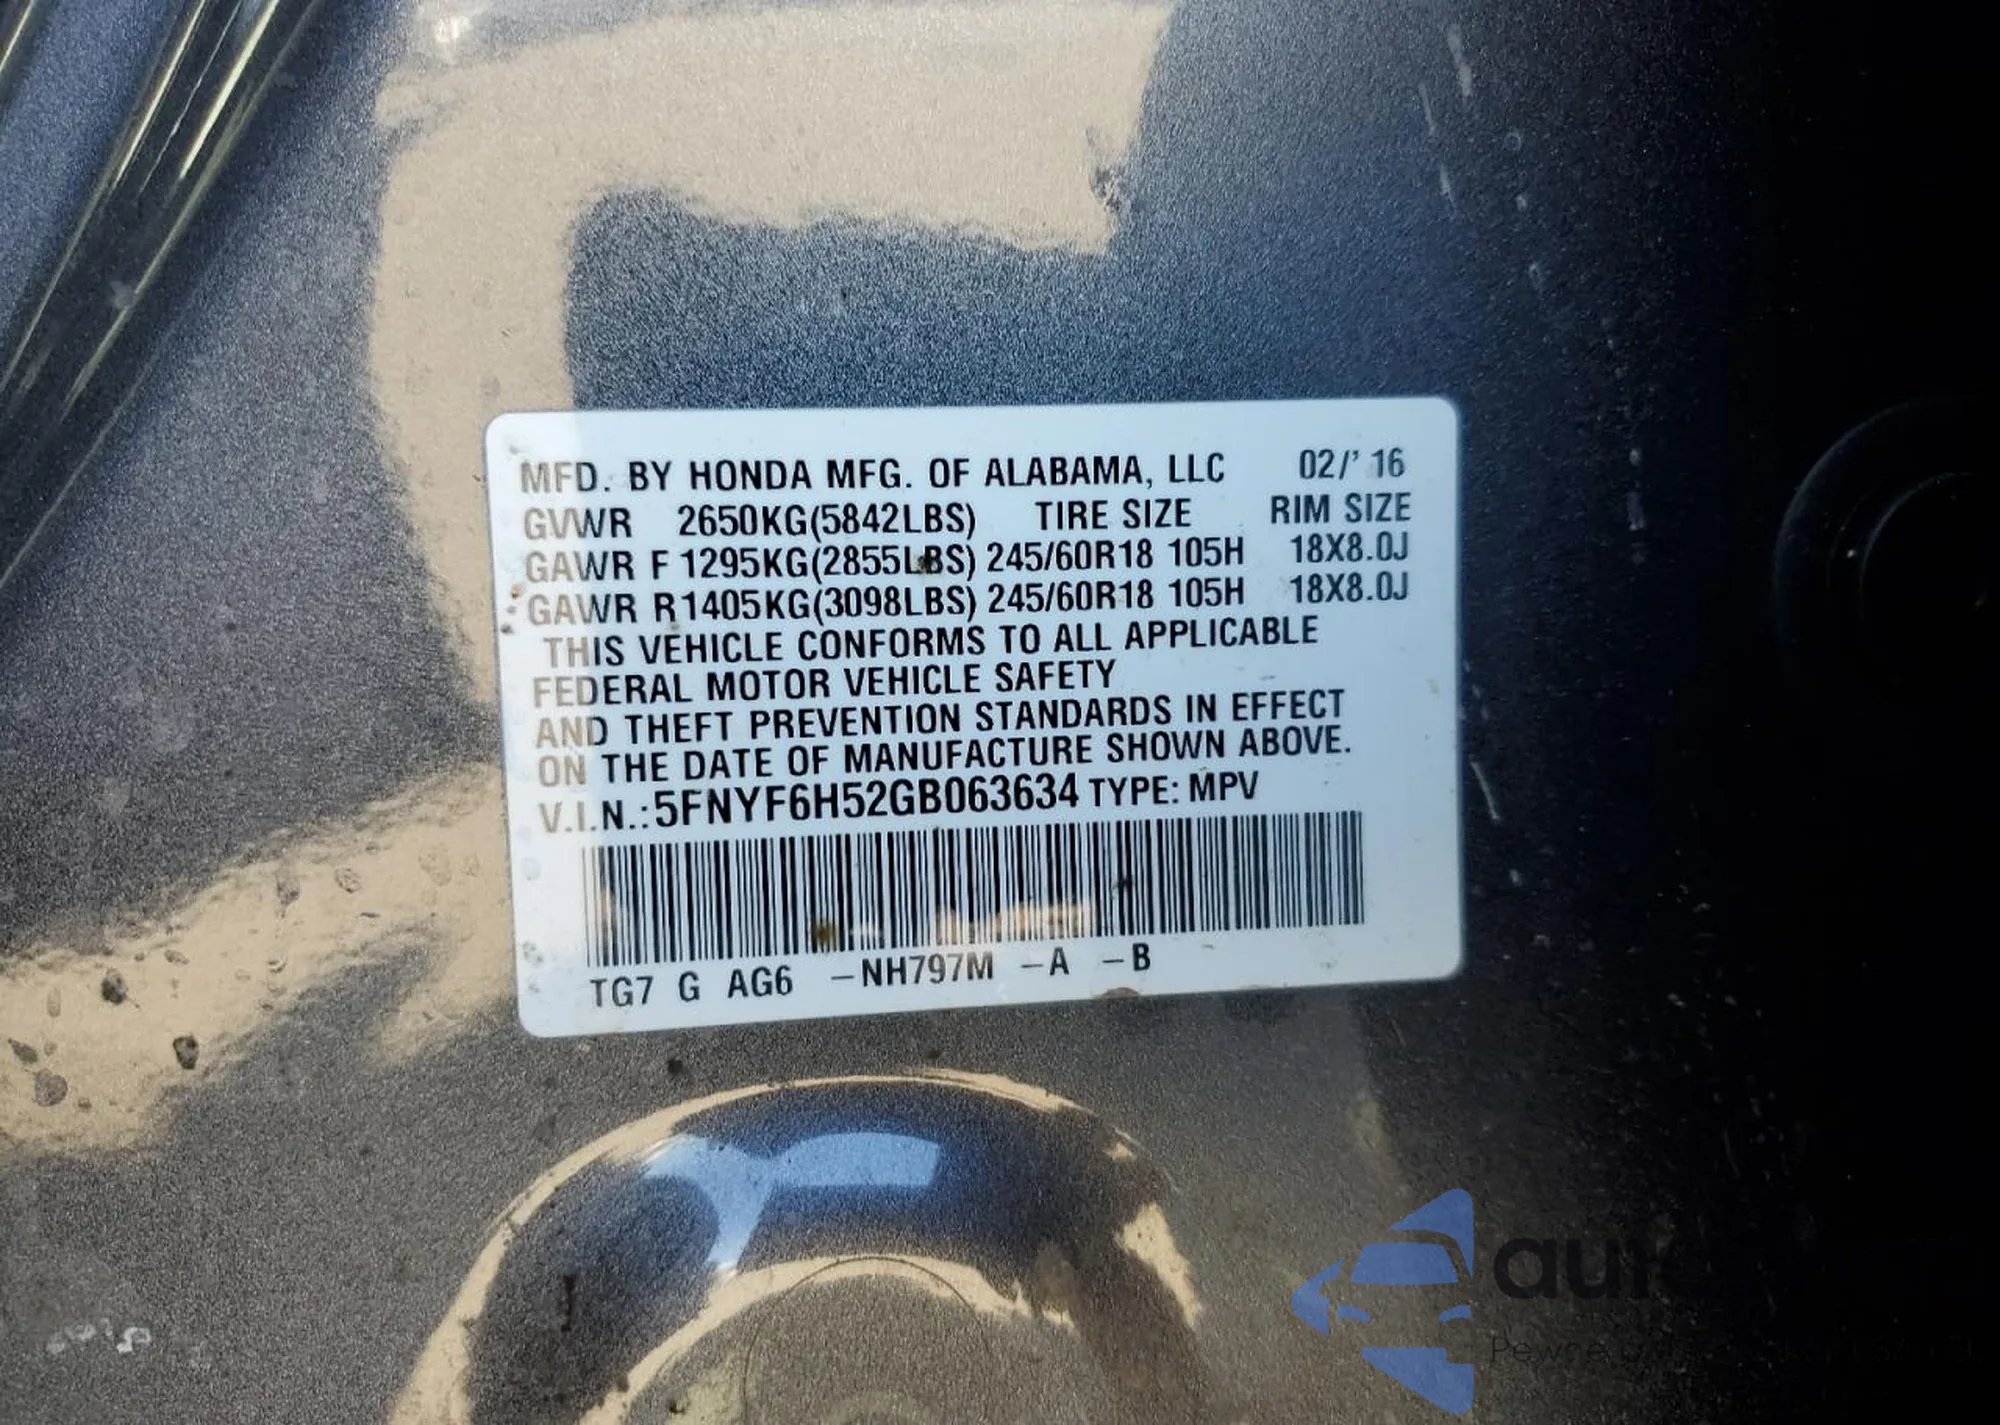 MFD. BY HONDA MFG. OF ALABAMA, LLC 02/' 16
GVWR 2650KG(5842LBS) TIRE SIZE RIM SIZE
GAWR F 1295KG(2855LBS) 245/60R18 105H 18X8.0J
GAWR R1405KG(3098LBS) 245/60R18 105H 18X8.0J
THIS VEHICLE CONFORMS TO ALL APPLICABLE
FEDERAL MOTOR VEHICLE SAFETY
AND THEFT PREVENTION STANDARDS IN EFFECT
ON THE DATE OF MANUFACTURE SHOWN ABOVE.
V.I.N.:5FNYF6H52GB063634 TYPE: MPV
TG7 G AG6 –NH797M –A –B